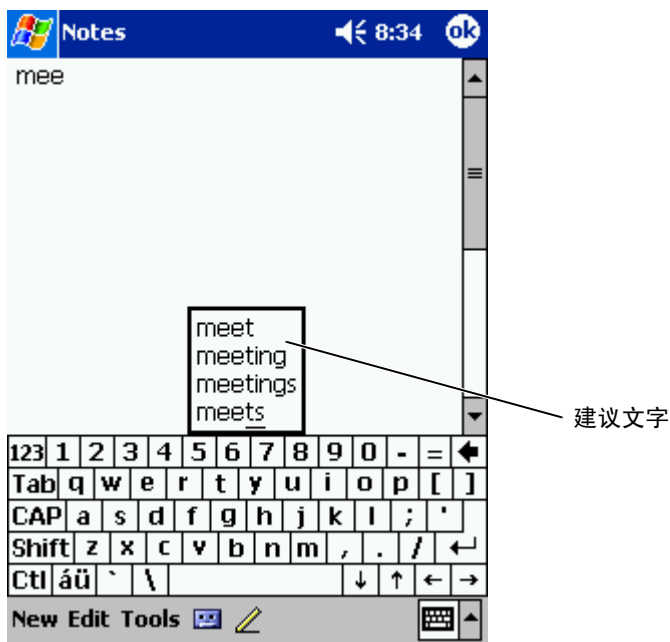 Notes 8:34 ok
mee
meet
meeting
meetings
meets
建议文字
123 1 2 3 4 5 6 7 8 9 0 - =
Tab q w e r t y u i o p [ ]
CAP a s d f g h j k l ; '
Shift z x c v b n m , . /
Ctl áü ` \ ↓ ↑ ← →
New Edit Tools